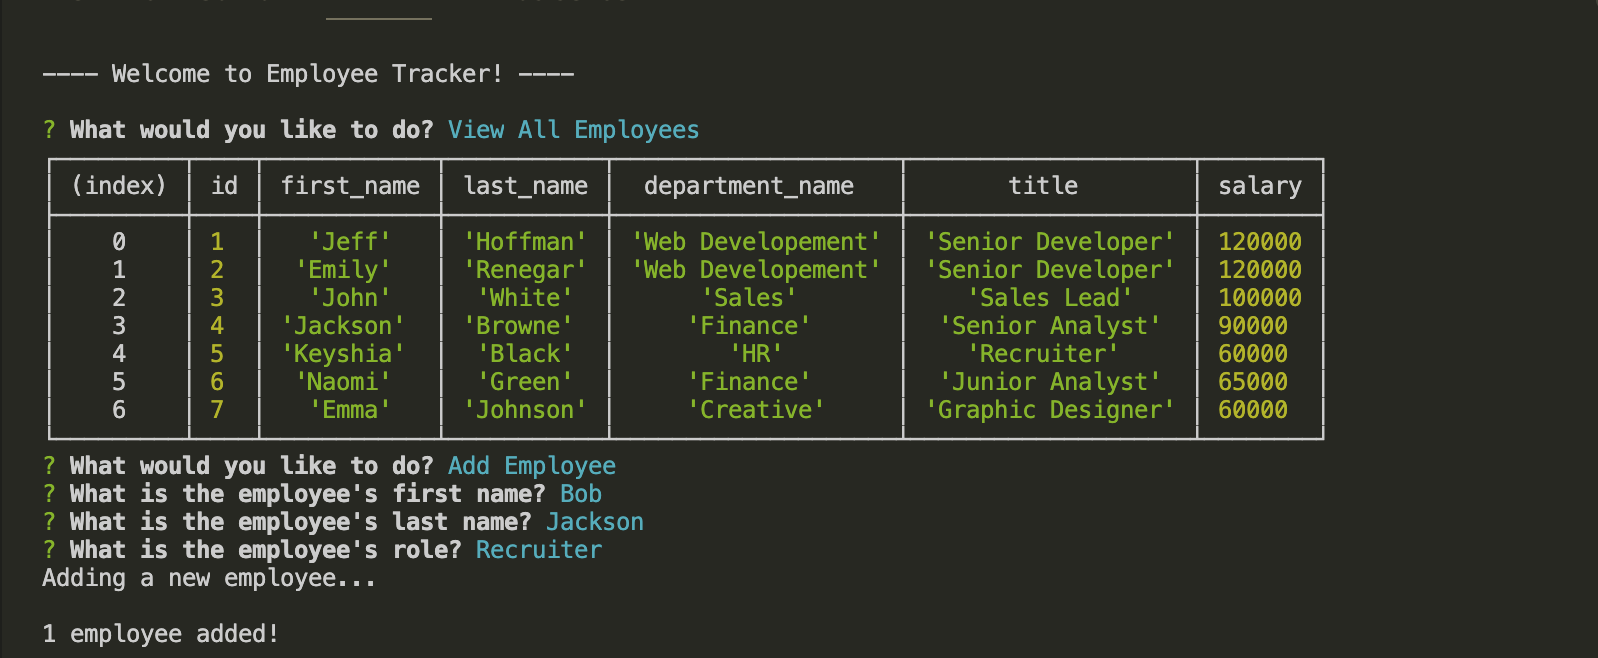 ---- Welcome to Employee Tracker! ----
? What would you like to do? View All Employees
(index) id first_name last_name department_name title salary
0 1 'Jeff' 'Hoffman' 'Web Developement' 'Senior Developer' 120000
1 2 'Emily' 'Renegar' 'Web Developement' 'Senior Developer' 120000
2 3 'John' 'White' 'Sales' 'Sales Lead' 100000
3 4 'Jackson' 'Browne' 'Finance' 'Senior Analyst' 90000
4 5 'Keyshia' 'Black' 'HR' 'Recruiter' 60000
5 6 'Naomi' 'Green' 'Finance' 'Junior Analyst' 65000
6 7 'Emma' 'Johnson' 'Creative' 'Graphic Designer' 60000
? What would you like to do? Add Employee
? What is the employee's first name? Bob
? What is the employee's last name? Jackson
? What is the employee's role? Recruiter
Adding a new employee...
1 employee added!